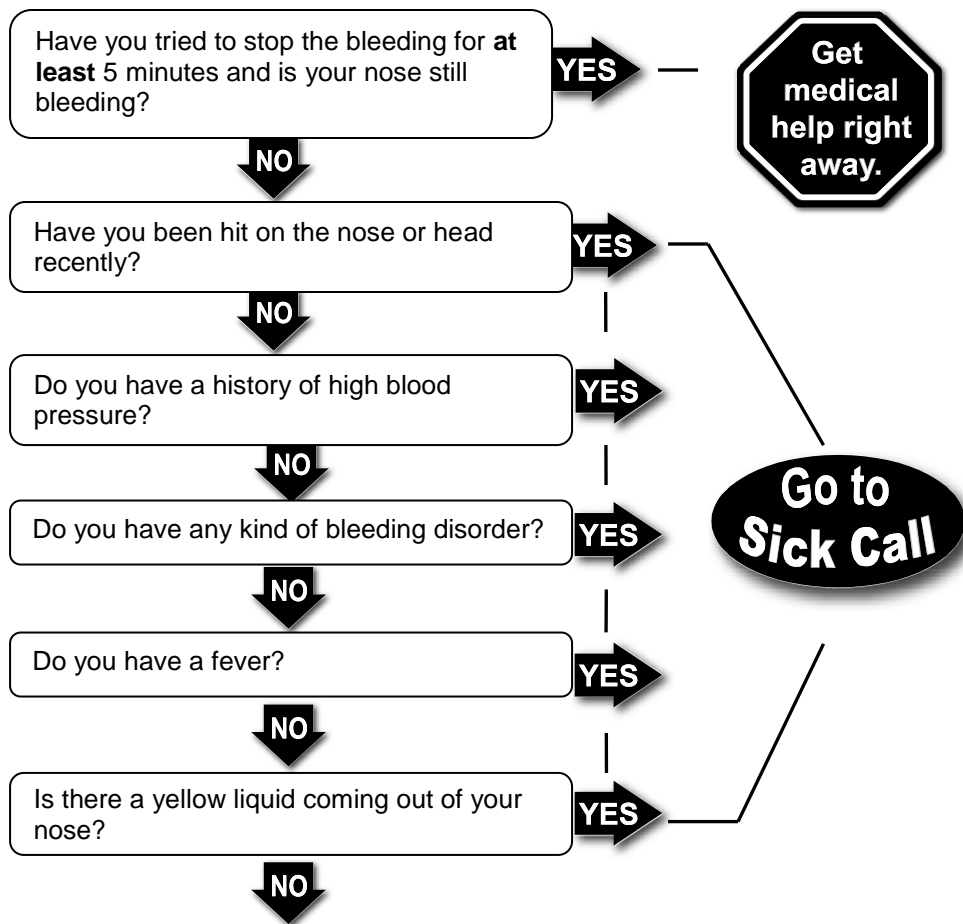 Have you tried to stop the bleeding for at
least 5 minutes and is your nose still
bleeding?
YES
Get
medical
help right
away.
NO
Have you been hit on the nose or head
recently?
YES
NO
Do you have a history of high blood
pressure?
YES
NO
Go to
Sick Call
Do you have any kind of bleeding disorder?
YES
NO
Do you have a fever?
YES
NO
Is there a yellow liquid coming out of your
nose?
YES
NO